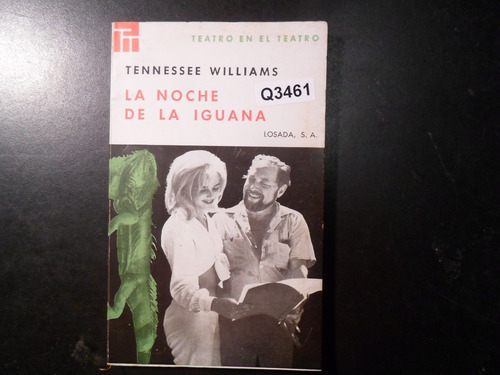 TEATRO EN EL TEATRO
TENNESSEE WILLIAMS
LA NOCHE
DE LA IGUANA
Q3461
LOSADA, S. A.